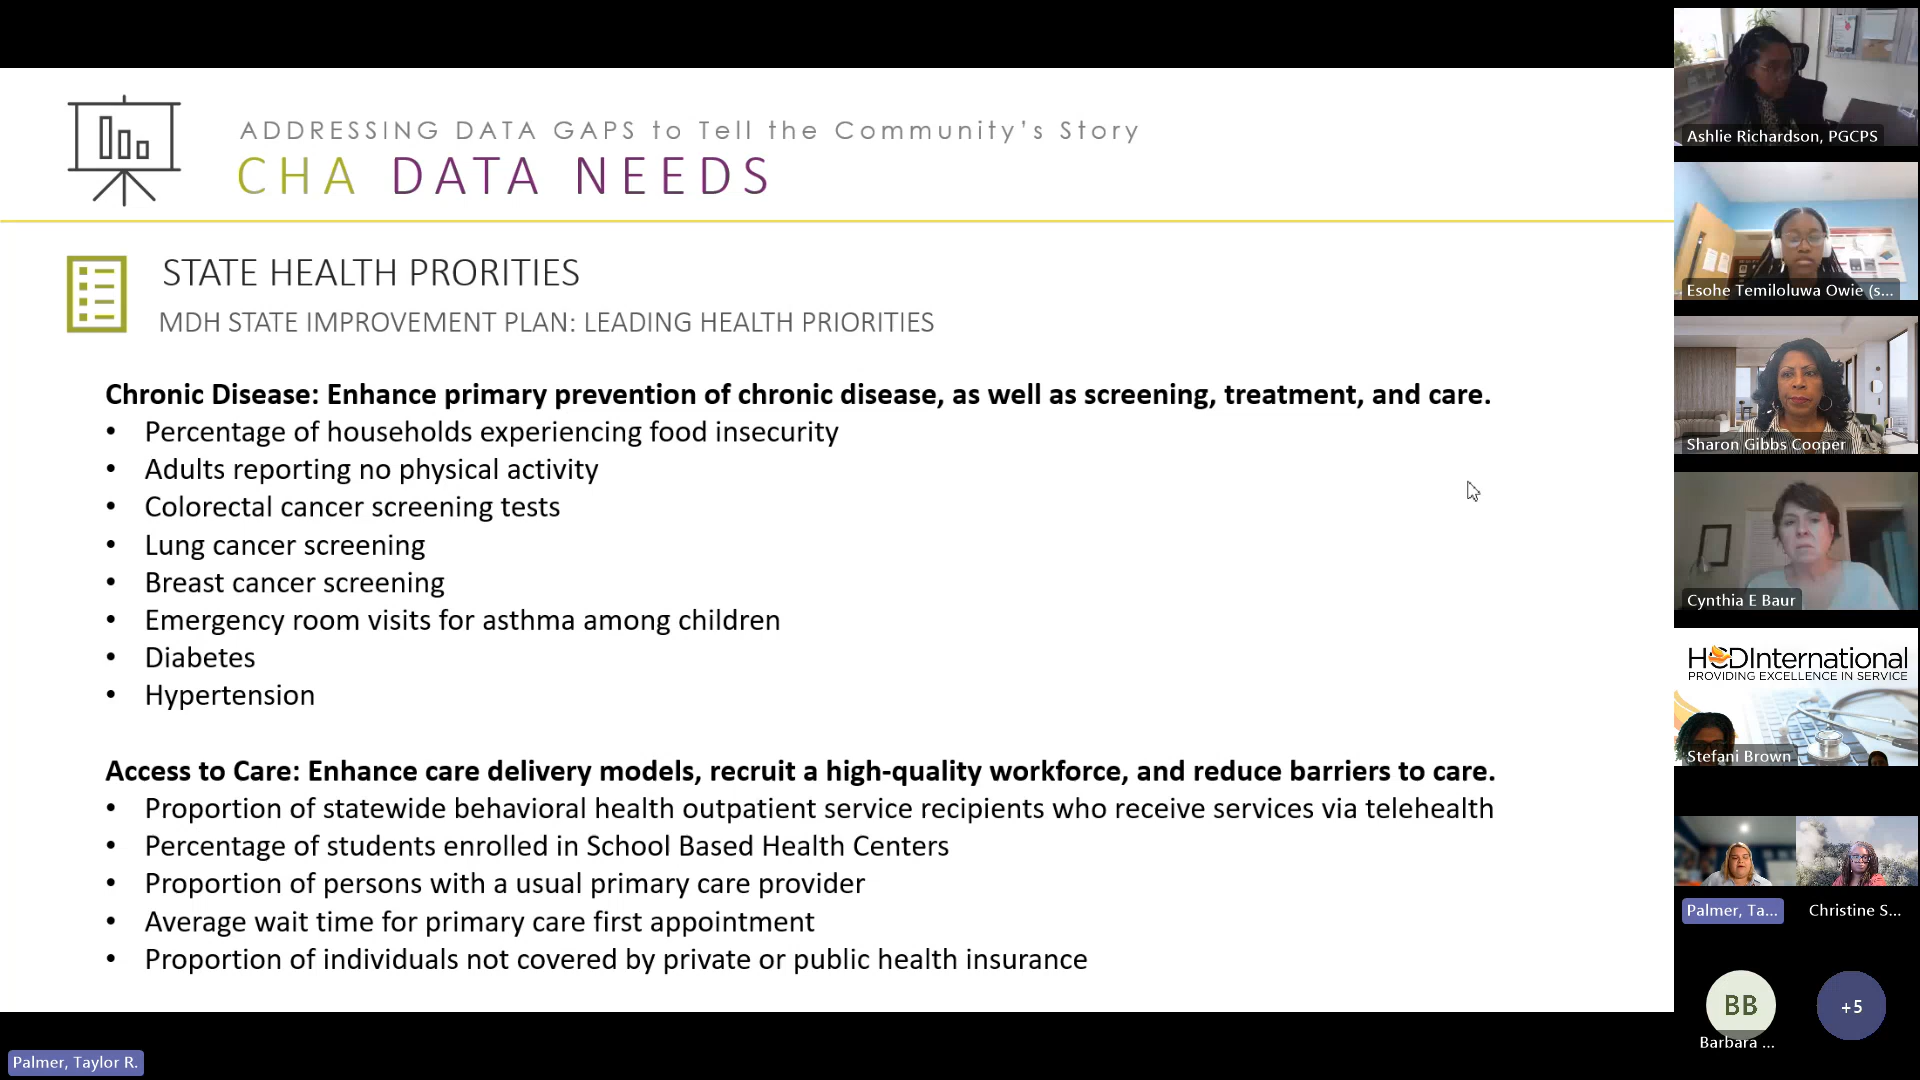 ADDRESSING DATA GAPS to Tell the Community's Story
CHA DATA NEEDS
STATE HEALTH PRORITIES
MDH STATE IMPROVEMENT PLAN: LEADING HEALTH PRIORITIES
Chronic Disease: Enhance primary prevention of chronic disease, as well as screening, treatment, and care.
• Percentage of households experiencing food insecurity
• Adults reporting no physical activity
• Colorectal cancer screening tests
• Lung cancer screening
• Breast cancer screening
• Emergency room visits for asthma among children
• Diabetes
• Hypertension
Access to Care: Enhance care delivery models, recruit a high-quality workforce, and reduce barriers to care.
• Proportion of statewide behavioral health outpatient service recipients who receive services via telehealth
• Percentage of students enrolled in School Based Health Centers
• Proportion of persons with a usual primary care provider
• Average wait time for primary care first appointment
• Proportion of individuals not covered by private or public health insurance
Palmer, Taylor R.
Ashlie Richardson, PGCPS
Esohe Temiloluwa Owie (s...
Sharon Gibbs Cooper
Cynthia E Baur
HCDInternational
PROVIDING EXCELLENCE IN SERVICE
Stefani Brown
Palmer, Ta...
Christine S...
BB
+5
Barbara ...